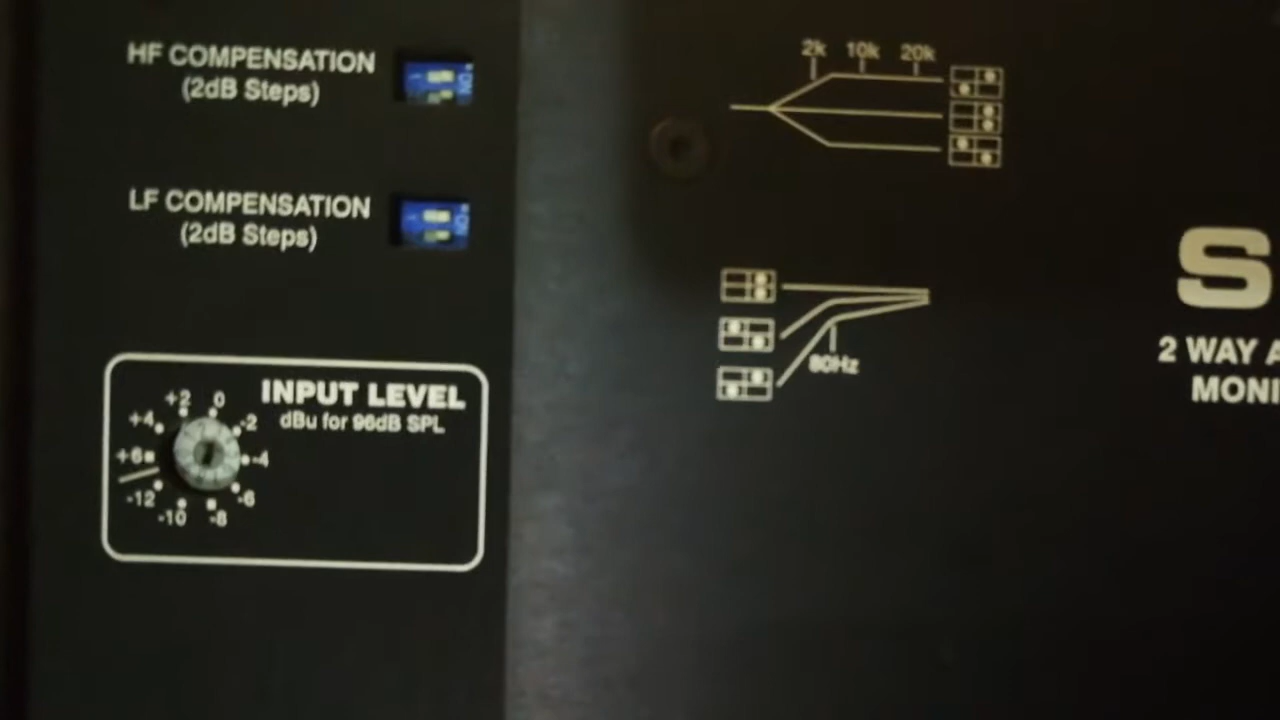 HF COMPENSATION
(2dB Steps)
LF COMPENSATION
(2dB Steps)
INPUT LEVEL
dBu for 96dB SPL
+2 0
+4 -2
+6 -4
-12 -6
-10 -8
2k 10k 20k
80Hz
S
2 WAY A
MONI